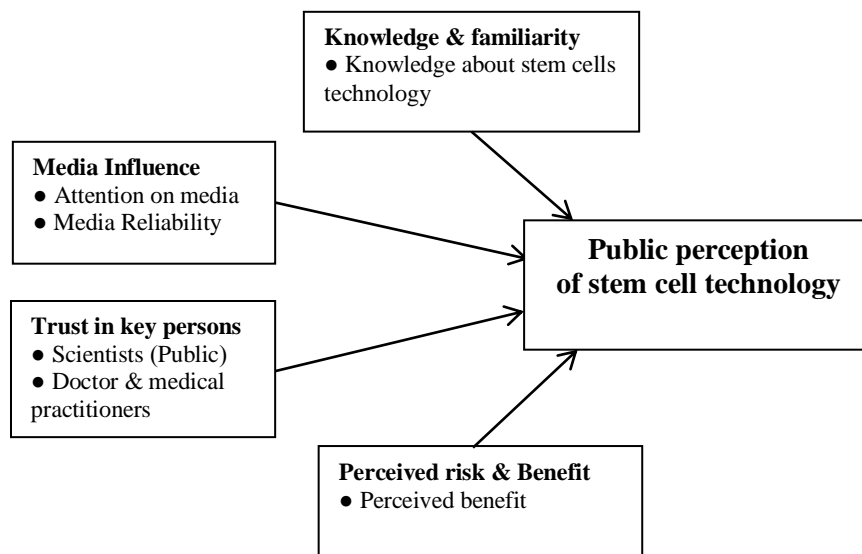 Knowledge & familiarity
● Knowledge about stem cells
technology
Media Influence
● Attention on media
● Media Reliability
Public perception
of stem cell technology
Trust in key persons
● Scientists (Public)
● Doctor & medical
practitioners
Perceived risk & Benefit
● Perceived benefit